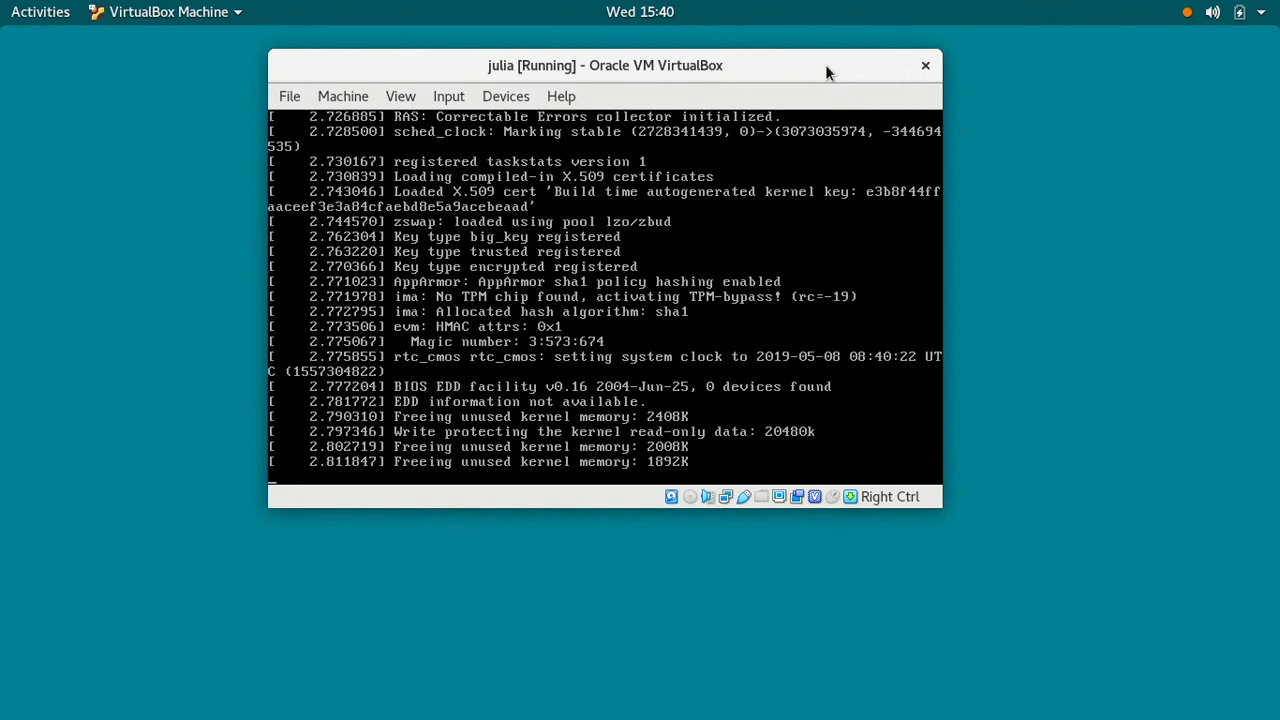 Activities VirtualBox Machine Wed 15:40
julia [Running] - Oracle VM VirtualBox
File Machine View Input Devices Help
[    2.726885] RAS: Correctable Errors collector initialized.
[    2.728500] sched_clock: Marking stable (2728341439, 0)->(3073035974, -344694
535)
[    2.730167] registered taskstats version 1
[    2.730839] Loading compiled-in X.509 certificates
[    2.743046] Loaded X.509 cert 'Build time autogenerated kernel key: e3b8f44ff
aaceef3e3a84cfaebd8e5a9acebeaad'
[    2.744570] zswap: loaded using pool lzo/zbud
[    2.762304] Key type big_key registered
[    2.763220] Key type trusted registered
[    2.770366] Key type encrypted registered
[    2.771023] AppArmor: AppArmor sha1 policy hashing enabled
[    2.771978] ima: No TPM chip found, activating TPM-bypass! (rc=-19)
[    2.772795] ima: Allocated hash algorithm: sha1
[    2.773506] evm: HMAC attrs: 0x1
[    2.775067]   Magic number: 3:573:674
[    2.775855] rtc_cmos rtc_cmos: setting system clock to 2019-05-08 08:40:22 UT
C (1557304822)
[    2.777204] BIOS EDD facility v0.16 2004-Jun-25, 0 devices found
[    2.781772] EDD information not available.
[    2.790310] Freeing unused kernel memory: 2408K
[    2.797346] Write protecting the kernel read-only data: 20480k
[    2.802719] Freeing unused kernel memory: 2008K
[    2.811847] Freeing unused kernel memory: 1892K
Right Ctrl